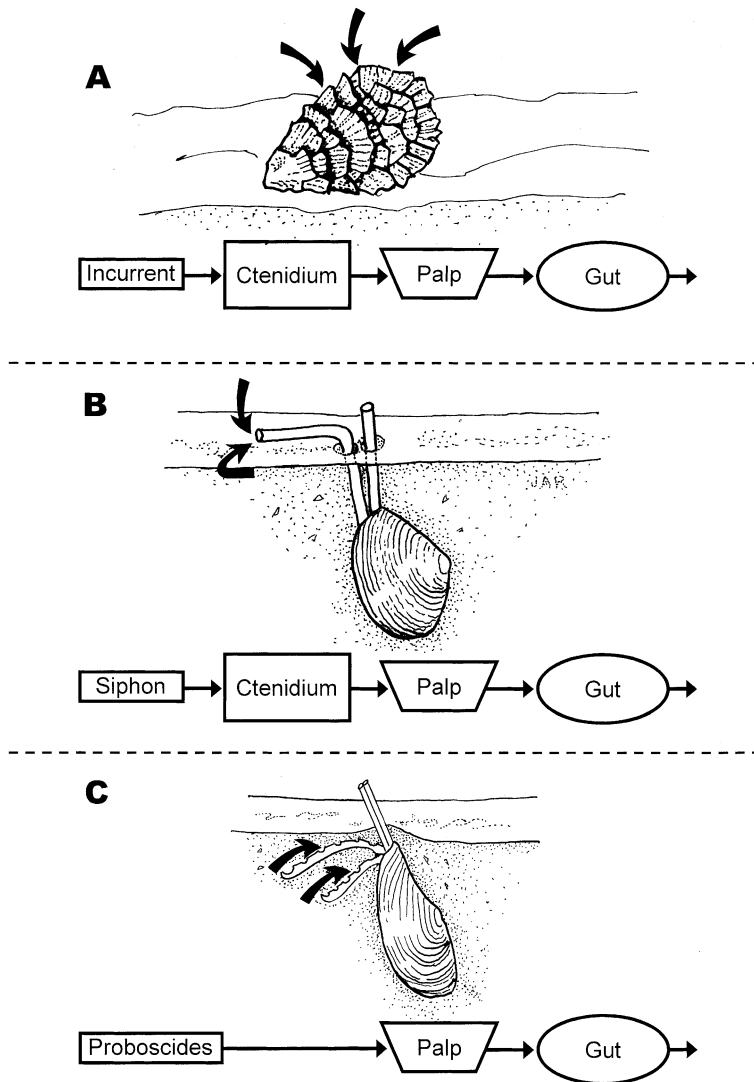 A
Incurrent Ctenidium Palp Gut
B
JAR
Siphon Ctenidium Palp Gut
C
Proboscides Palp Gut